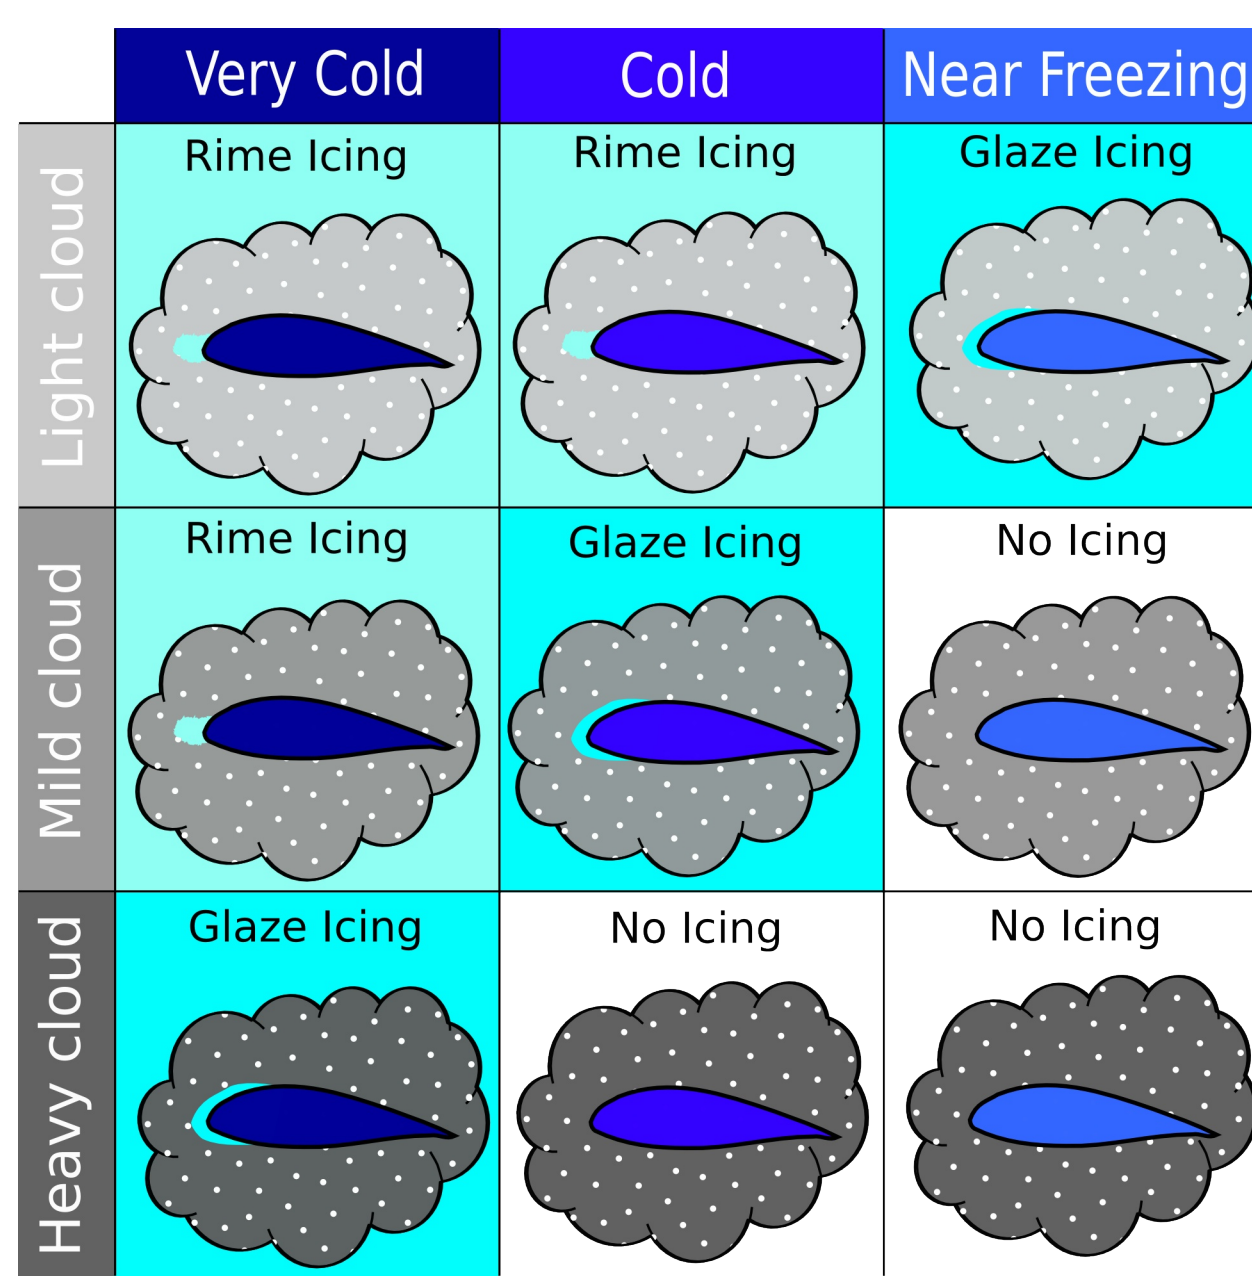 Very Cold
Cold
Near Freezing
Light cloud
Rime Icing
Rime Icing
Glaze Icing
Mild cloud
Rime Icing
Glaze Icing
No Icing
Heavy cloud
Glaze Icing
No Icing
No Icing